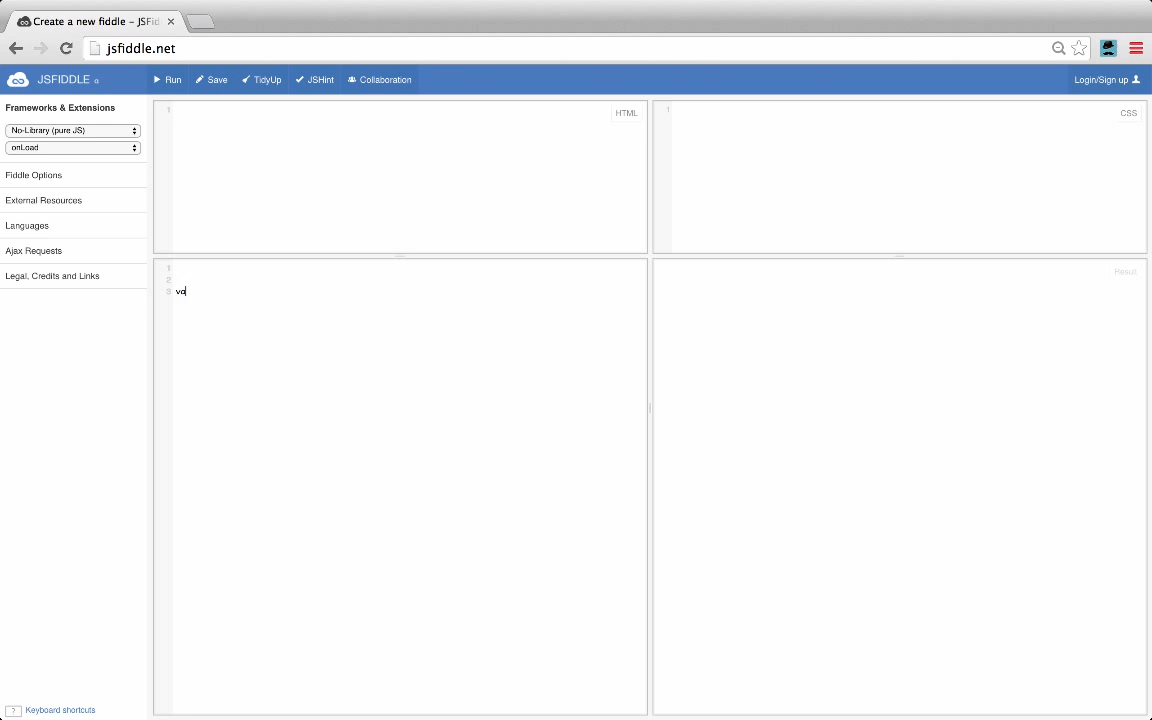 Create a new fiddle - JSFid
jsfiddle.net
JSFIDDLE α
Run
Save
TidyUp
JSHint
Collaboration
Login/Sign up
Frameworks & Extensions
No-Library (pure JS)
onLoad
Fiddle Options
External Resources
Languages
Ajax Requests
Legal, Credits and Links
1
HTML
1
CSS
1
2
3 va
Result
? Keyboard shortcuts